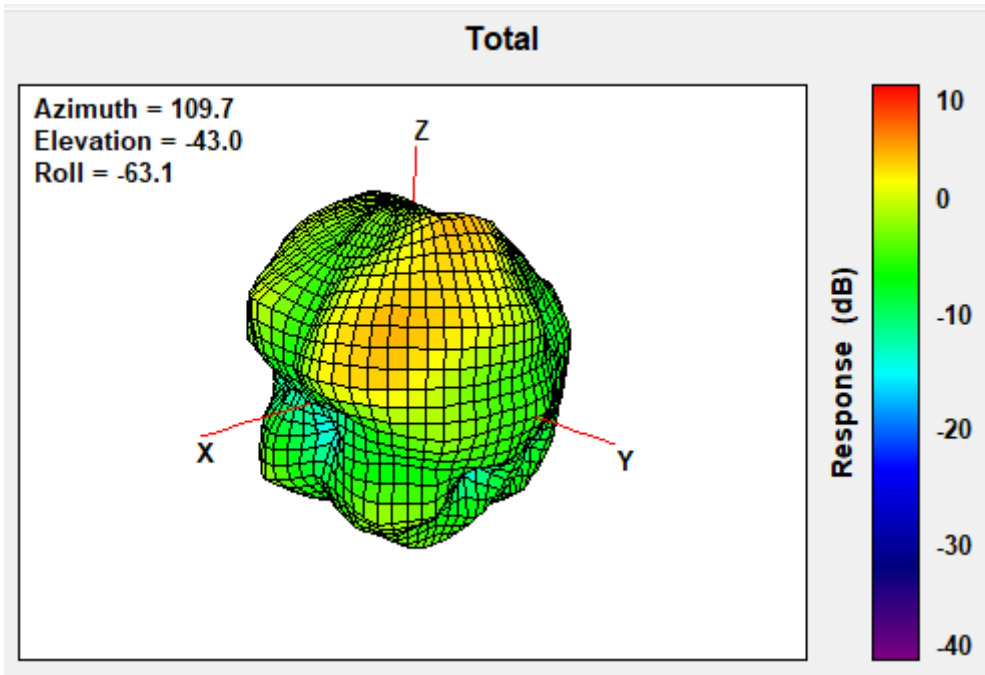 Total
Azimuth = 109.7
Elevation = -43.0
Roll = -63.1
Z
X
Y
10
0
-10
-20
-30
-40
Response (dB)